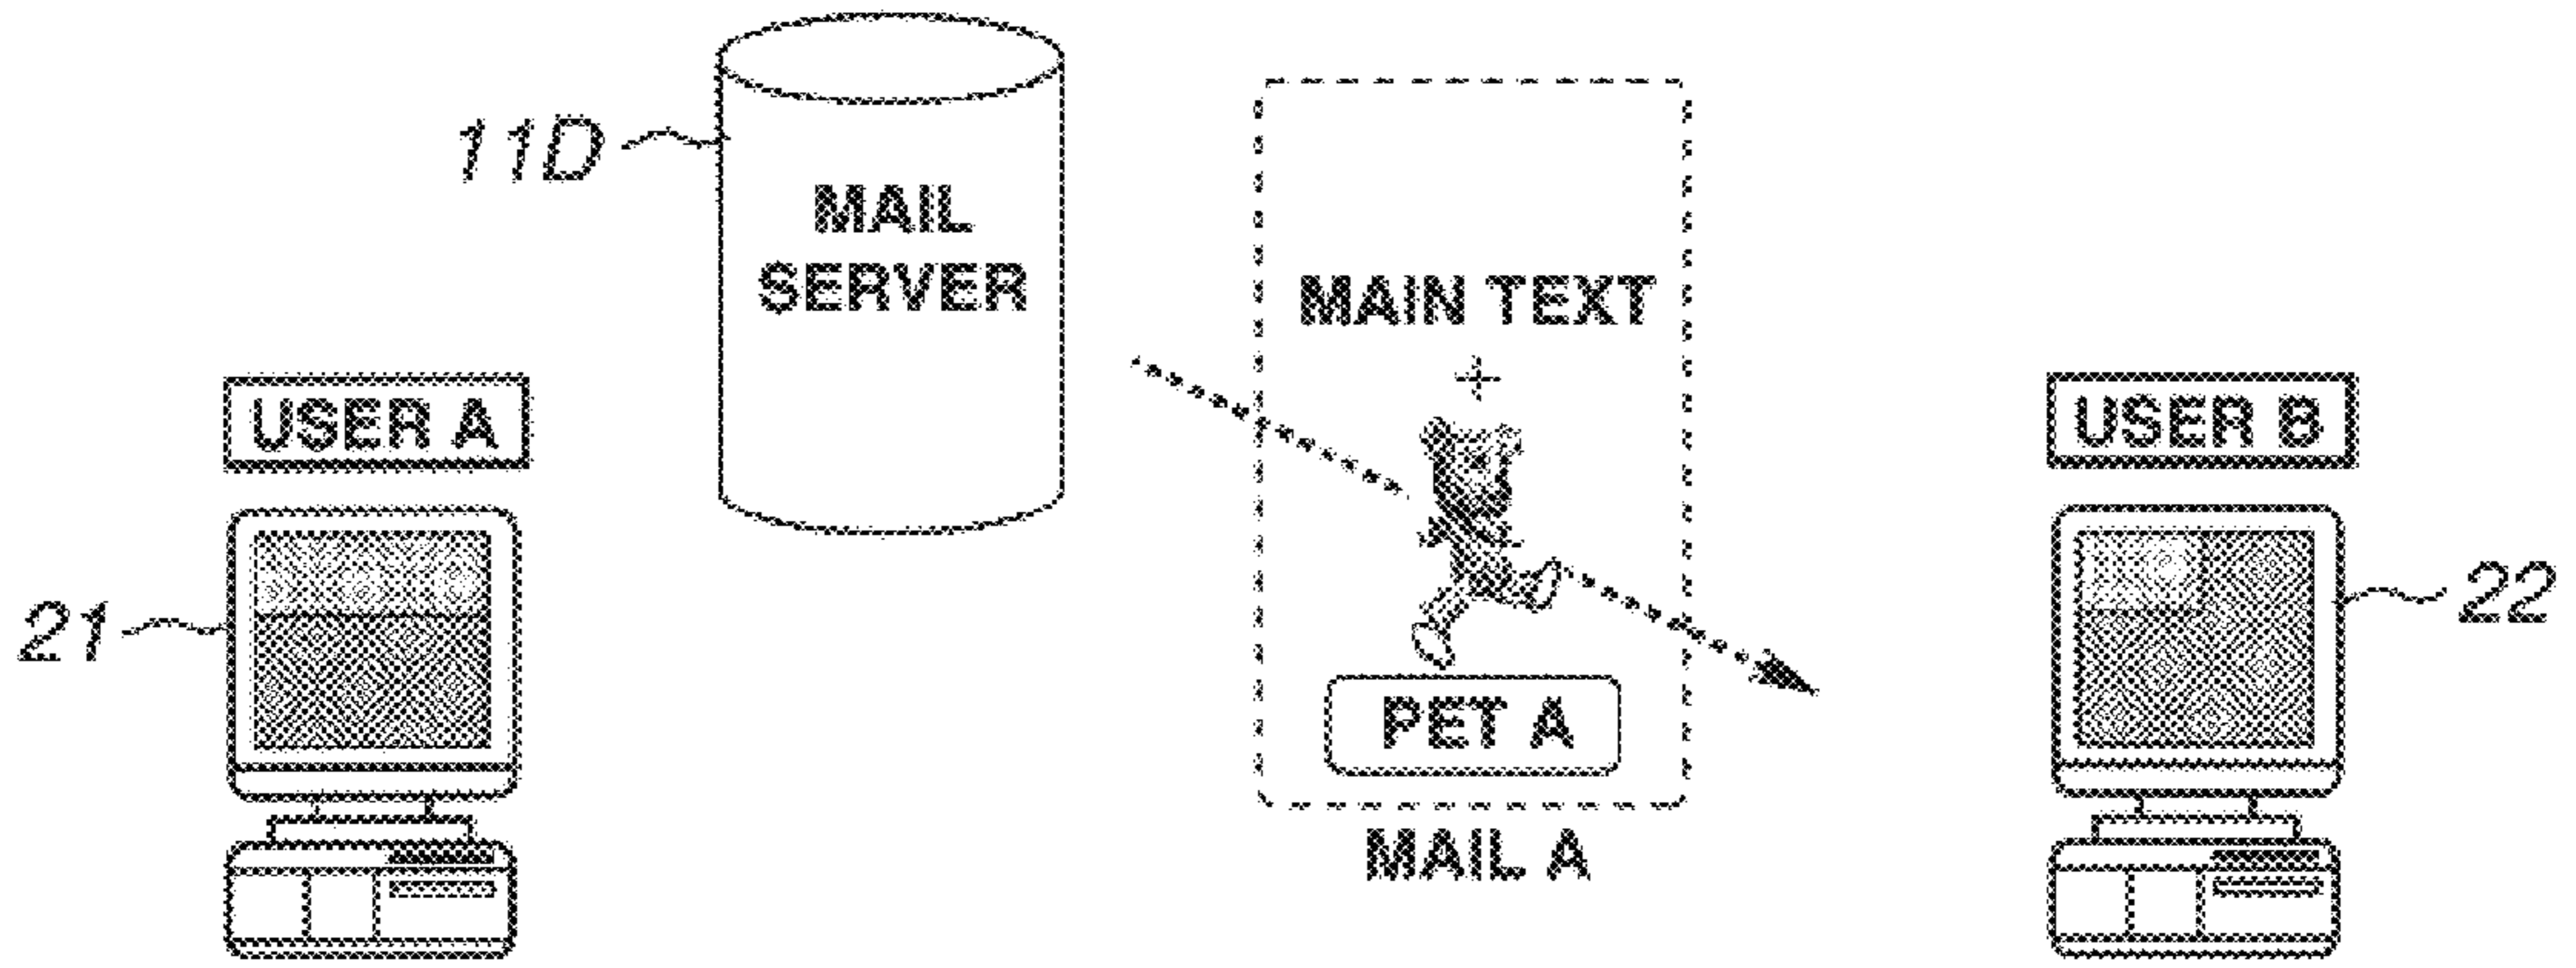 11D
MAIL
SERVER
MAIN TEXT
+
USER A
USER B
21
22
PET A
MAIL A